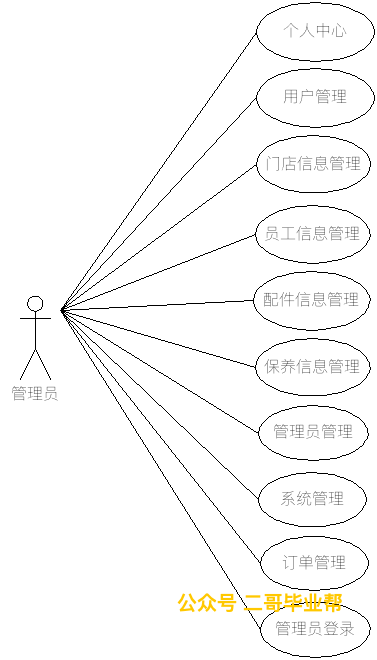 个人中心
用户管理
门店信息管理
员工信息管理
配件信息管理
管理员
保养信息管理
管理员管理
系统管理
订单管理
公众号 二哥毕业帮
管理员登录